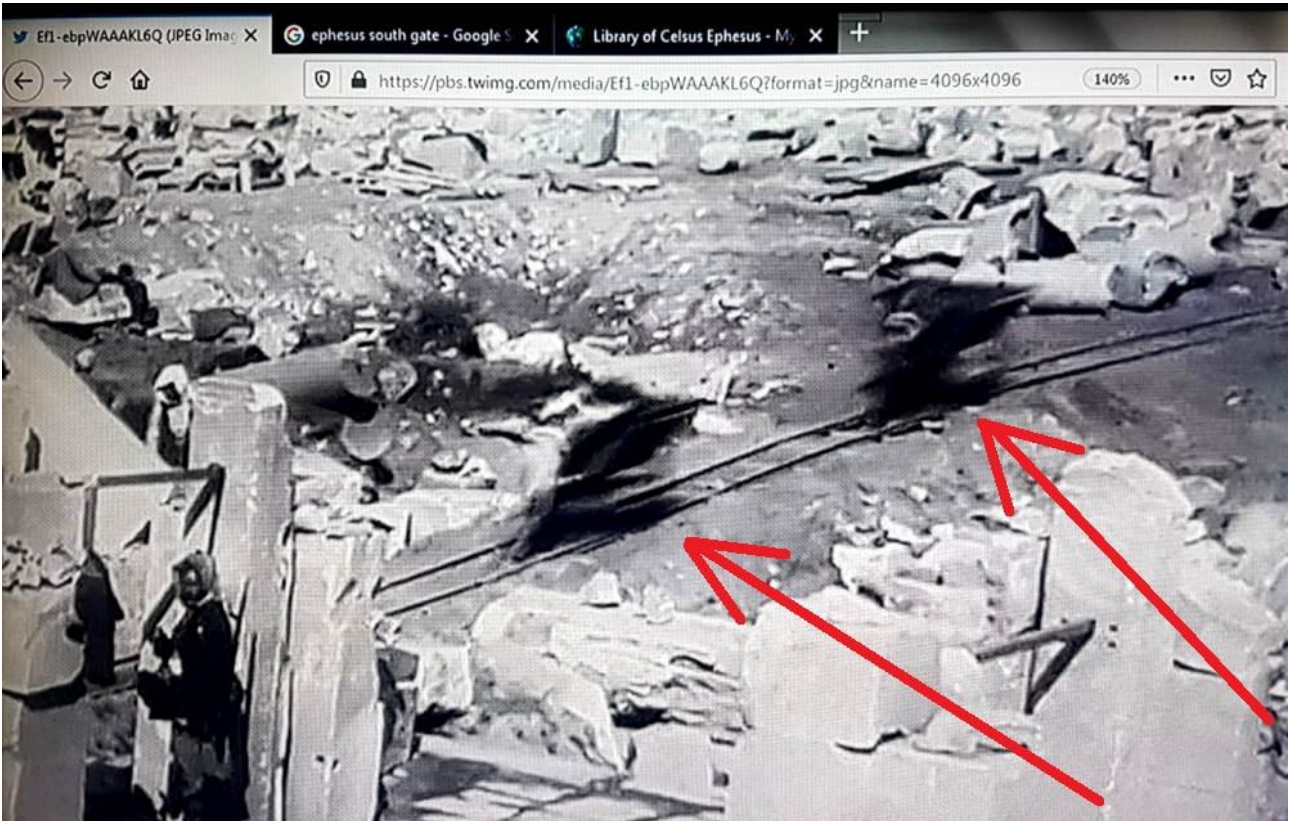 Ef1-ebpWAAAKL6Q (JPEG Imag
ephesus south gate - Google S
Library of Celsus Ephesus - My
https://pbs.twimg.com/media/Ef1-ebpWAAAKL6Q?format=jpg&name=4096x4096
140%